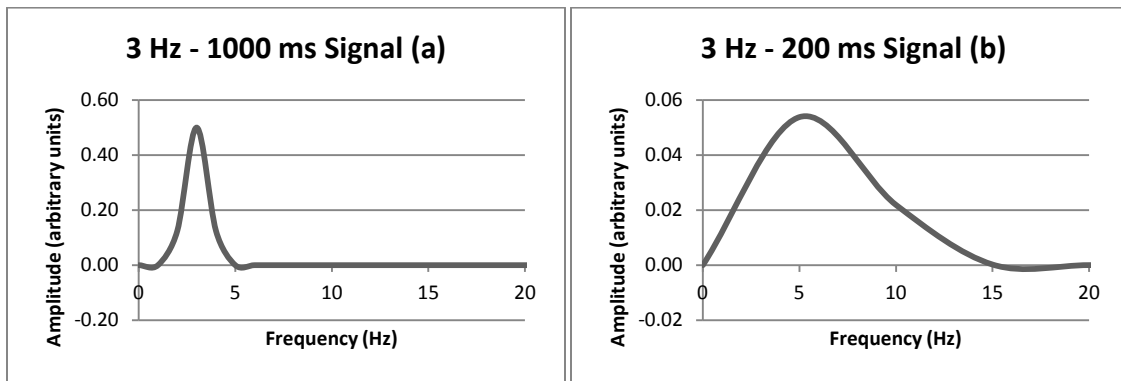 3 Hz - 1000 ms Signal (a)
Amplitude (arbitrary units)
0.60
0.40
0.20
0.00
-0.20
0 5 10 15 20
Frequency (Hz)
3 Hz - 200 ms Signal (b)
Amplitude (arbitrary units)
0.06
0.04
0.02
0.00
-0.02
0 5 10 15 20
Frequency (Hz)